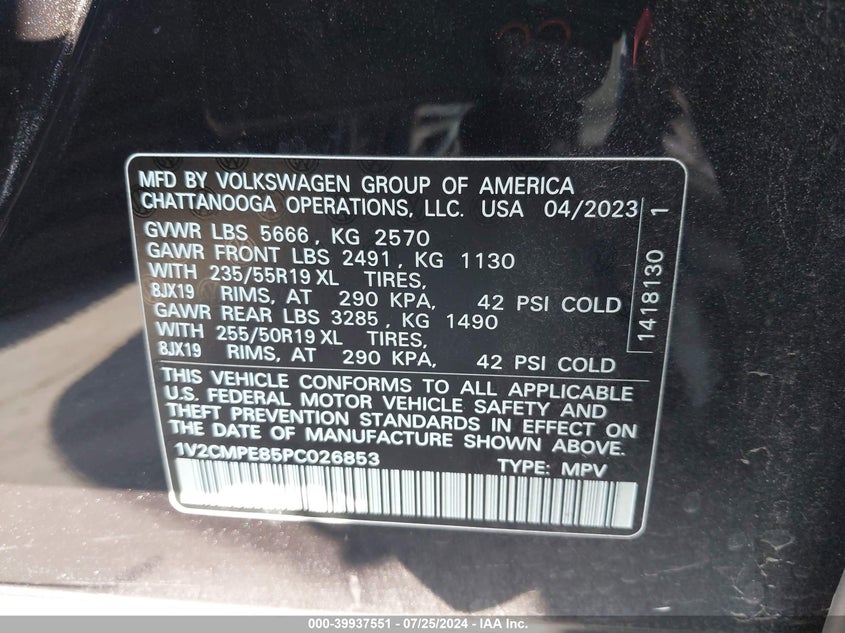 MFD BY VOLKSWAGEN GROUP OF AMERICA
CHATTANOOGA OPERATIONS, LLC. USA 04/2023
GVWR LBS 5666, KG 2570
GAWR FRONT LBS 2491, KG 1130
WITH 235/55R19 XL TIRES,
8JX19 RIMS, AT 290 KPA, 42 PSI COLD
GAWR REAR LBS 3285, KG 1490
WITH 255/50R19 XL TIRES,
8JX19 RIMS, AT 290 KPA, 42 PSI COLD
1418130 1
THIS VEHICLE CONFORMS TO ALL APPLICABLE
U.S. FEDERAL MOTOR VEHICLE SAFETY AND
THEFT PREVENTION STANDARDS IN EFFECT ON
THE DATE OF MANUFACTURE SHOWN ABOVE.
1V2CMPE85PC026853 TYPE: MPV
000-39937551 / 07/25/2024 - IAA Inc.